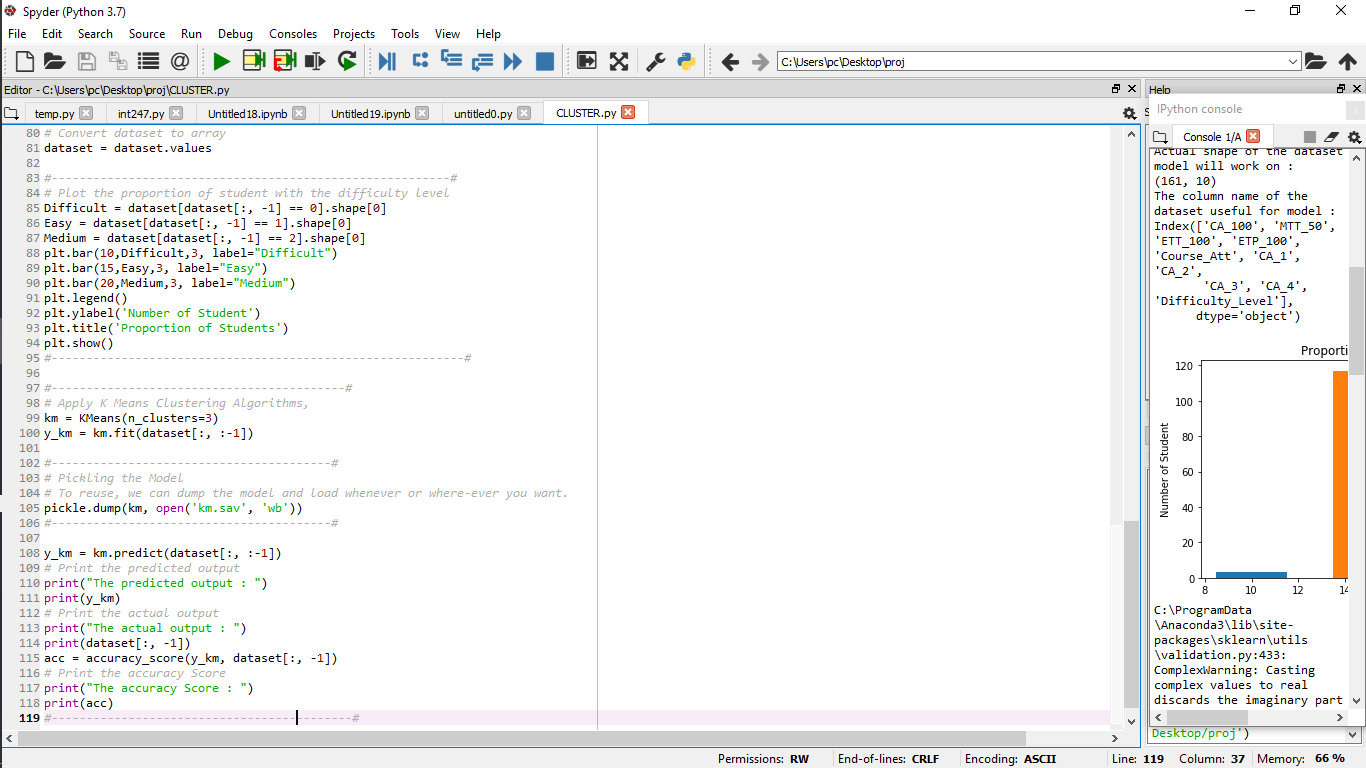 Spyder (Python 3.7)
File Edit Search Source Run Debug Consoles Projects Tools View Help
C:\Users\pc\Desktop\proj
Editor - C:\Users\pc\Desktop\proj\CLUSTER.py
temp.py int247.py Untitled18.ipynb Untitled19.ipynb untitled0.py CLUSTER.py
80 # Convert dataset to array
81 dataset = dataset.values
82
83 #---------------------------------------------------------#
84 # Plot the proportion of student with the difficulty level
85 Difficult = dataset[dataset[:, -1] == 0].shape[0]
86 Easy = dataset[dataset[:, -1] == 1].shape[0]
87 Medium = dataset[dataset[:, -1] == 2].shape[0]
88 plt.bar(10,Difficult,3, label="Difficult")
89 plt.bar(15,Easy,3, label="Easy")
90 plt.bar(20,Medium,3, label="Medium")
91 plt.legend()
92 plt.ylabel('Number of Student')
93 plt.title('Proportion of Students')
94 plt.show()
95 #-----------------------------------------------------------#
96
97 #------------------------------------------#
98 # Apply K Means Clustering Algorithms,
99 km = KMeans(n_clusters=3)
100 y_km = km.fit(dataset[:, :-1])
101
102 #----------------------------------------#
103 # Pickling the Model
104 # To reuse, we can dump the model and load whenever or where-ever you want.
105 pickle.dump(km, open('km.sav', 'wb'))
106 #----------------------------------------#
107
108 y_km = km.predict(dataset[:, :-1])
109 # Print the predicted output
110 print("The predicted output : ")
111 print(y_km)
112 # Print the actual output
113 print("The actual output : ")
114 print(dataset[:, -1])
115 acc = accuracy_score(y_km, dataset[:, -1])
116 # Print the accuracy Score
117 print("The accuracy Score : ")
118 print(acc)
119 #-------------------------------------------#
Help
IPython console
Console 1/A
Actual shape of the dataset
model will work on :
(161, 10)
The column name of the
dataset useful for model :
Index(['CA_100', 'MTT_50',
'ETT_100', 'ETP_100',
'Course_Att', 'CA_1',
'CA_2',
'CA_3', 'CA_4',
'Difficulty_Level'],
dtype='object')
Proporti
120
100
80
60
40
20
0
Number of Student
8 10 12 14
C:\ProgramData
\Anaconda3\lib\site-
packages\sklearn\utils
\validation.py:433:
ComplexWarning: Casting
complex values to real
discards the imaginary part
Desktop/proj')
Permissions: RW End-of-lines: CRLF Encoding: ASCII Line: 119 Column: 37 Memory: 66 %